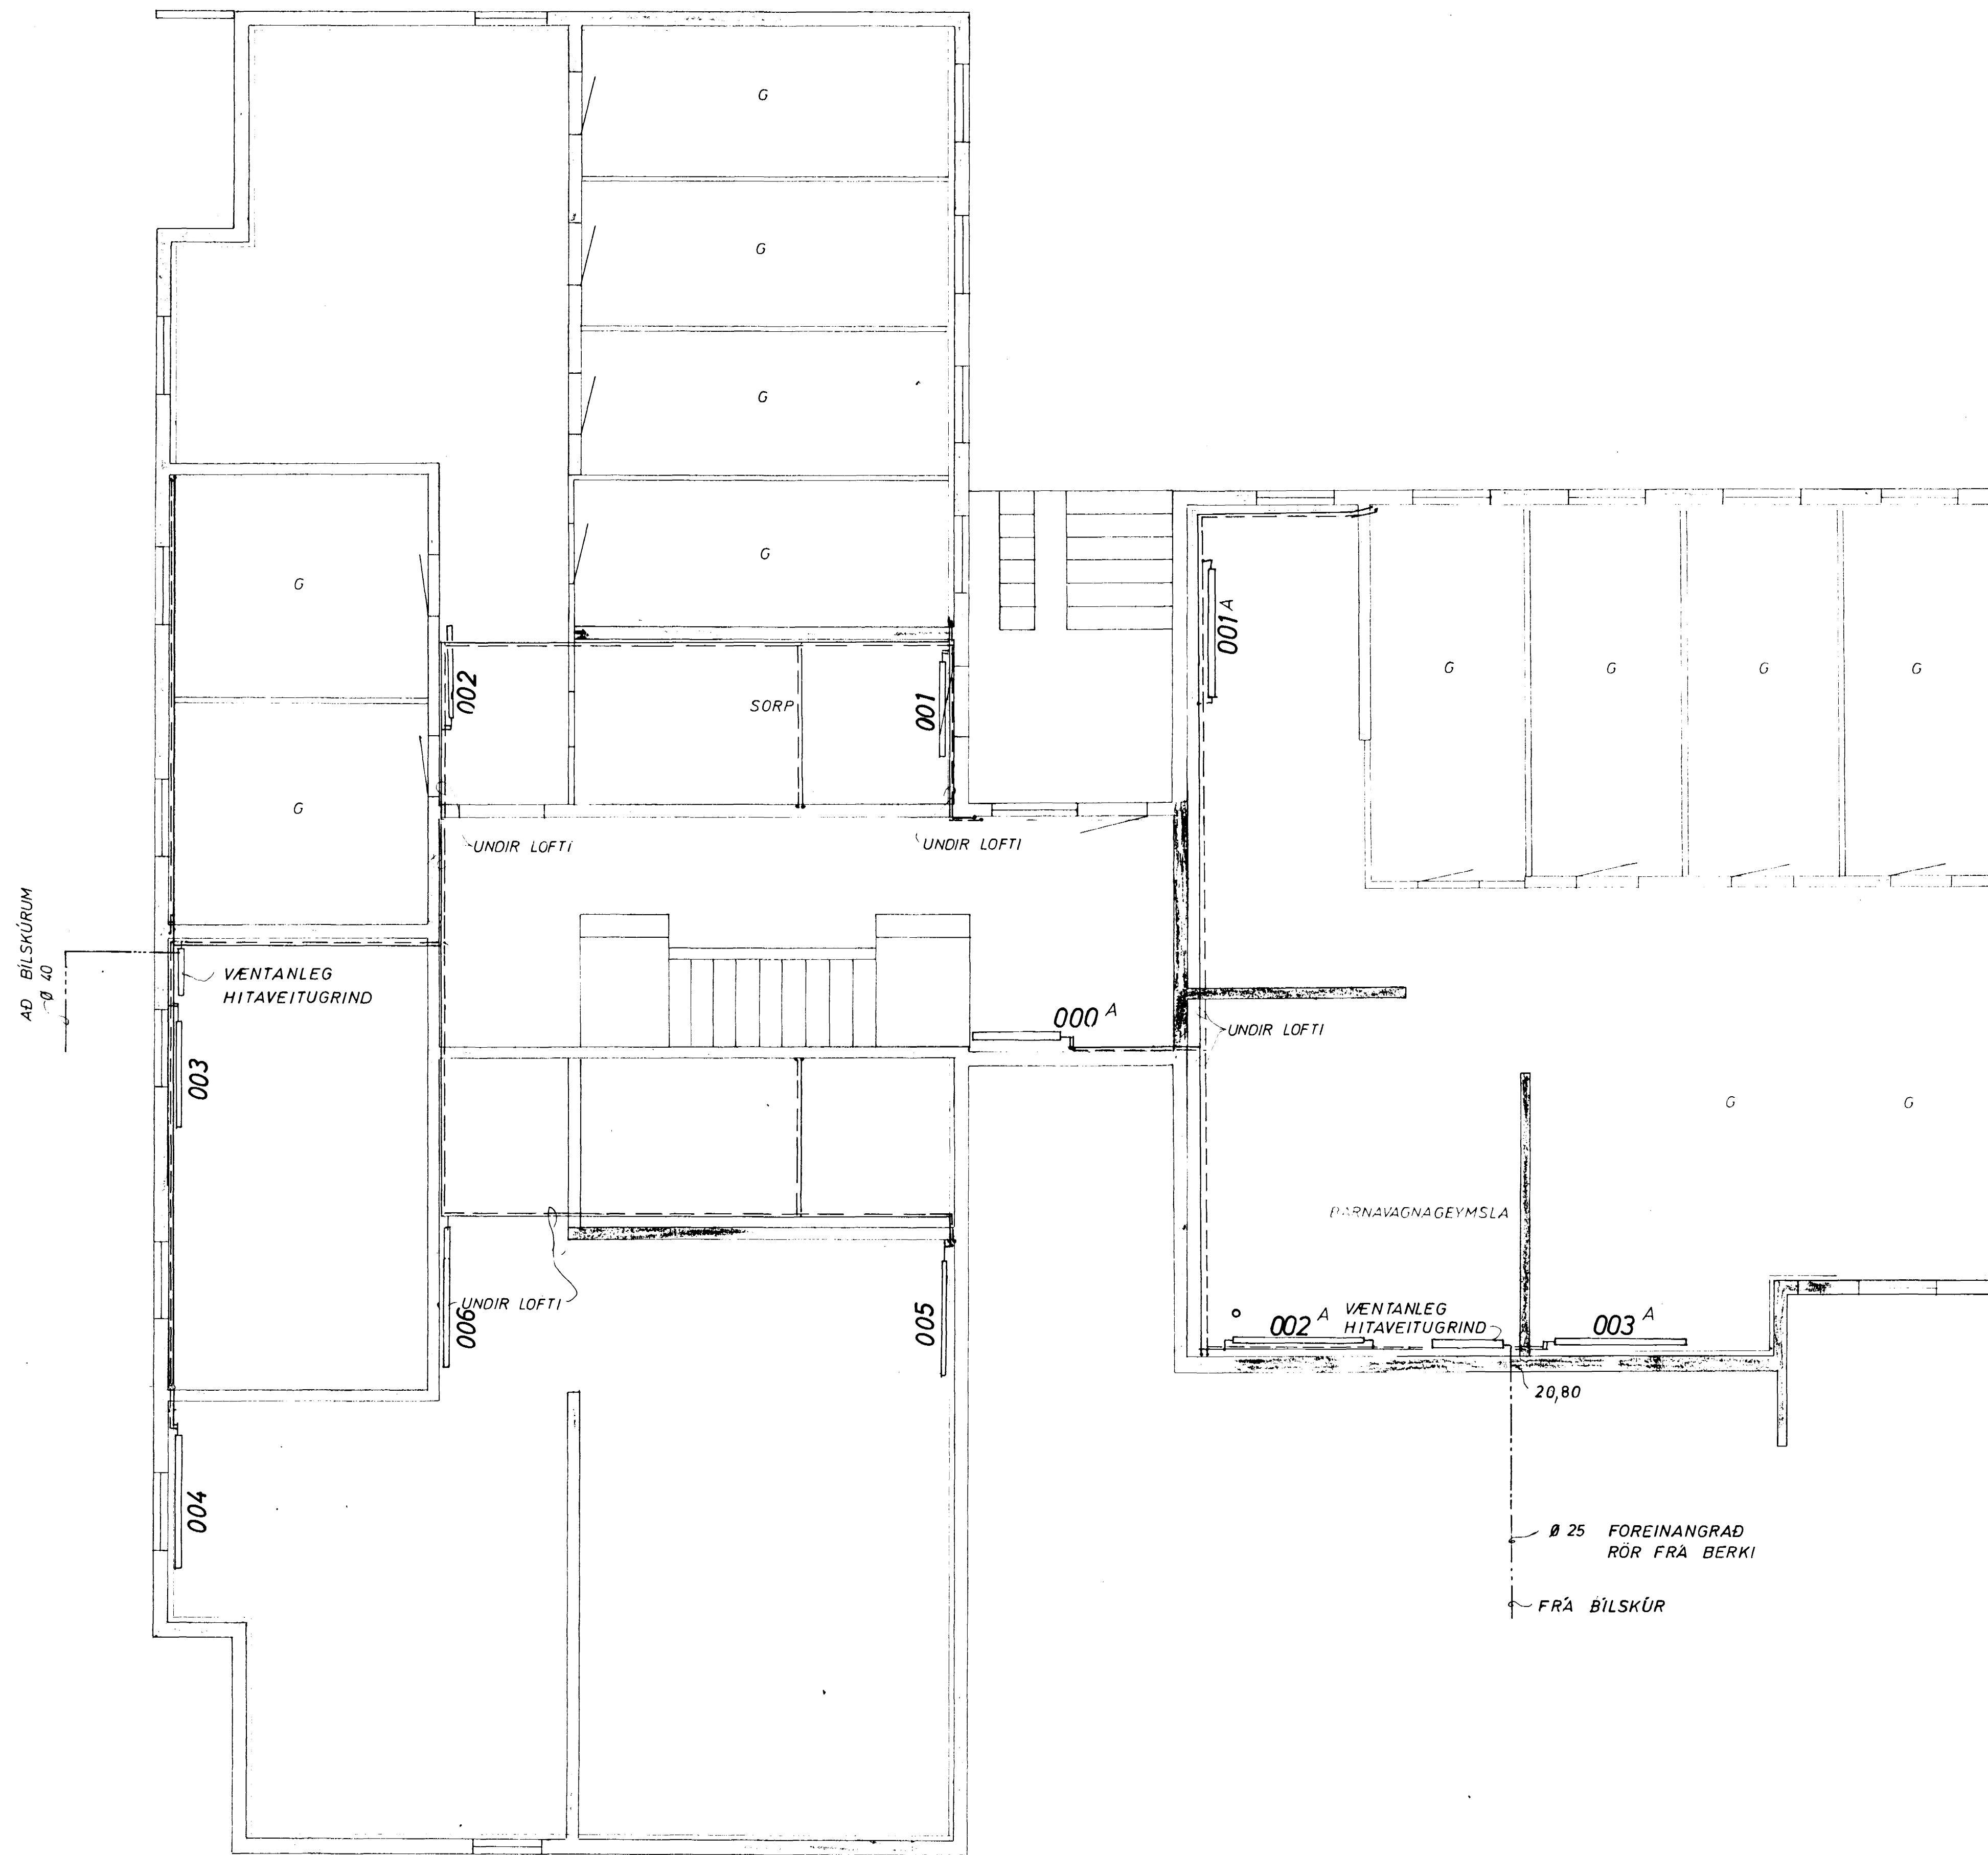 G
G
G
G
G
G
002
SORP
001
001 A
G
G
G
G
UNDIR LOFTI
UNDIR LOFTI
AÐ BÍLSKÚRUM
Ø 40
VÆNTANLEG
HITAVEITUGRIND
003
000 A
UNDIR LOFTI
G
G
BARNAVAGNAGEYMSLA
UNDIR LOFTI
006
005
002 A
VÆNTANLEG
HITAVEITUGRIND
003 A
20,80
004
Ø 25 FOREINANGRAÐ
RÖR FRÁ BERKI
FRÁ BÍLSKÚR